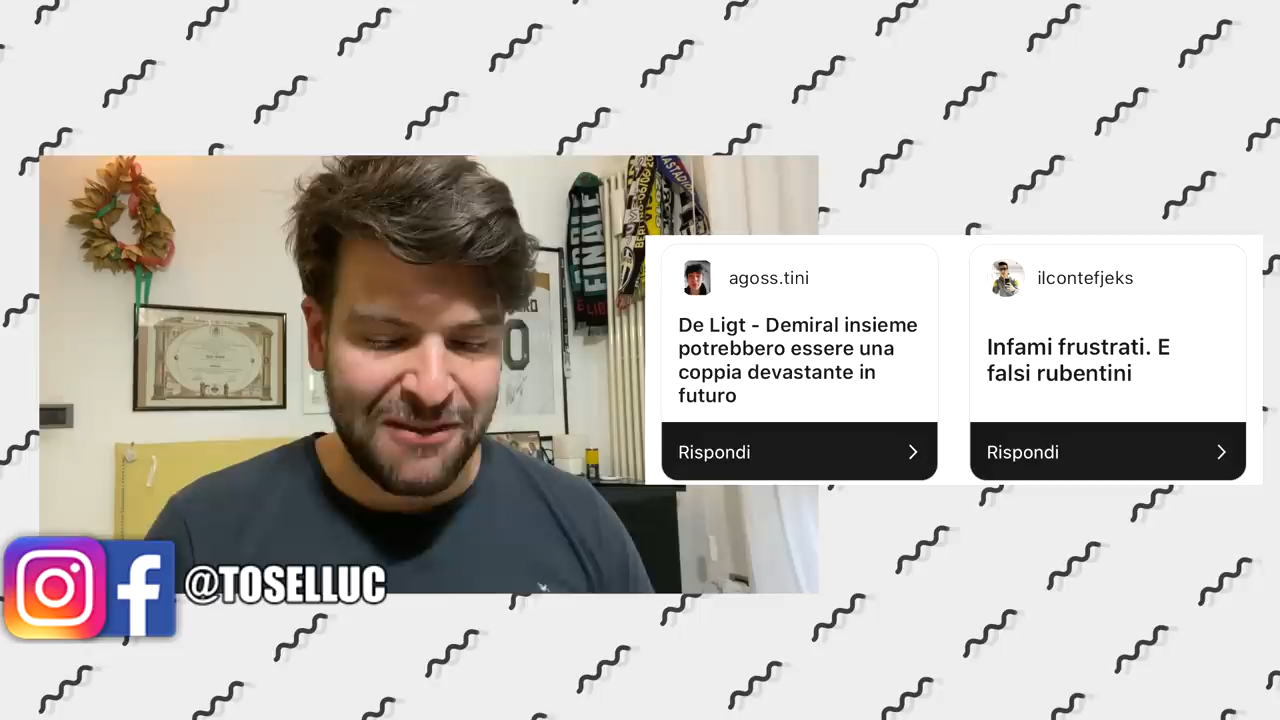 agoss.tini
De Ligt - Demiral insieme
potrebbero essere una
coppia devastante in
futuro
Rispondi
ilcontefjeks
Infami frustrati. E
falsi rubentini
Rispondi
FINALE
@TOSELLUC